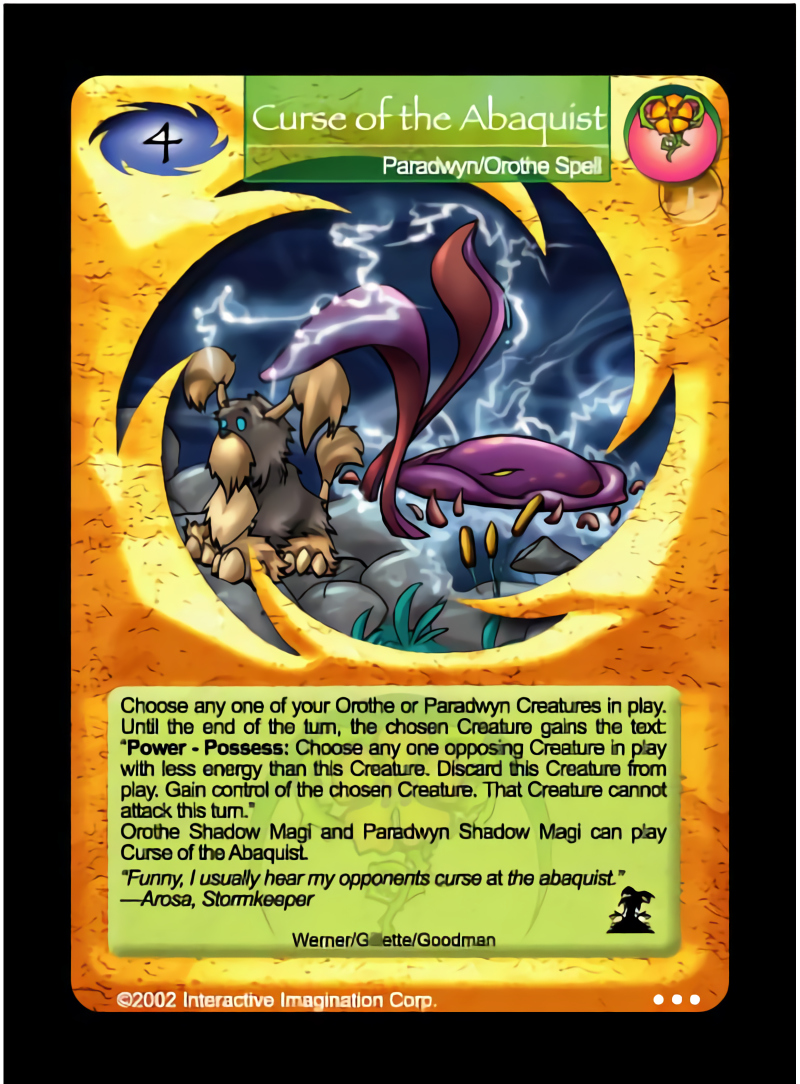 4
Curse of the Abaquist
Paradwyn/Orothe Spell
Choose any one of your Orothe or Paradwyn Creatures in play.
Until the end of the turn, the chosen Creature gains the text:
"Power - Possess: Choose any one opposing Creature in play
with less energy than this Creature. Discard this Creature from
play. Gain control of the chosen Creature. That Creature cannot
attack this turn."
Orothe Shadow Magi and Paradwyn Shadow Magi can play
Curse of the Abaquist.
"Funny, I usually hear my opponents curse at the abaquist."
—Arosa, Stormkeeper
Werner/Gillette/Goodman
©2002 Interactive Imagination Corp.